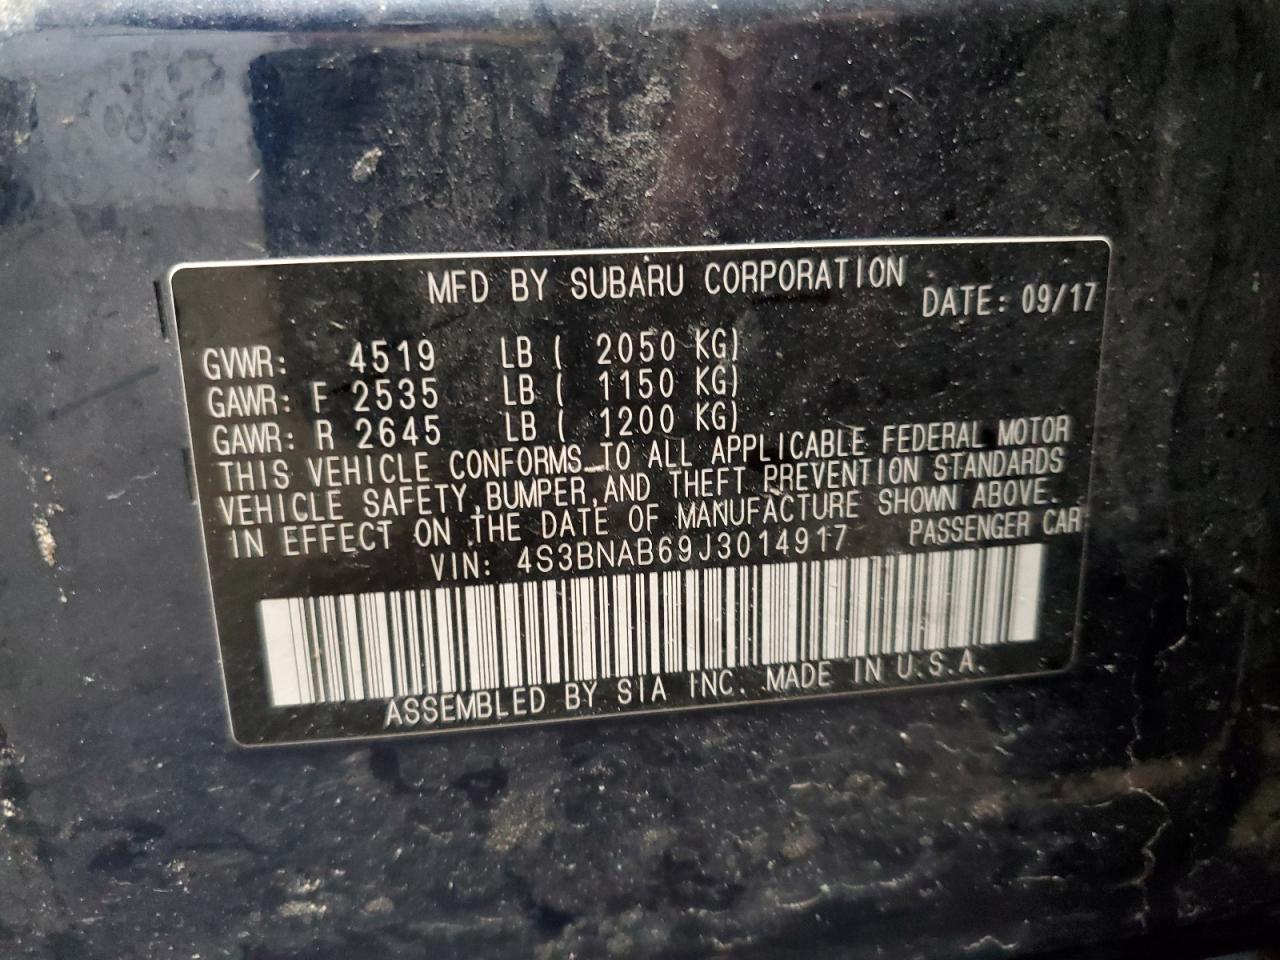 MFD BY SUBARU CORPORATION
DATE: 09/17
GVWR: 4519 LB ( 2050 KG)
GAWR: F 2535 LB ( 1150 KG)
GAWR: R 2645 LB ( 1200 KG)
THIS VEHICLE CONFORMS TO ALL APPLICABLE FEDERAL MOTOR
VEHICLE SAFETY, BUMPER, AND THEFT PREVENTION STANDARDS
IN EFFECT ON THE DATE OF MANUFACTURE SHOWN ABOVE.
VIN: 4S3BNAB69J3014917 PASSENGER CAR
ASSEMBLED BY SIA INC. MADE IN U.S.A.